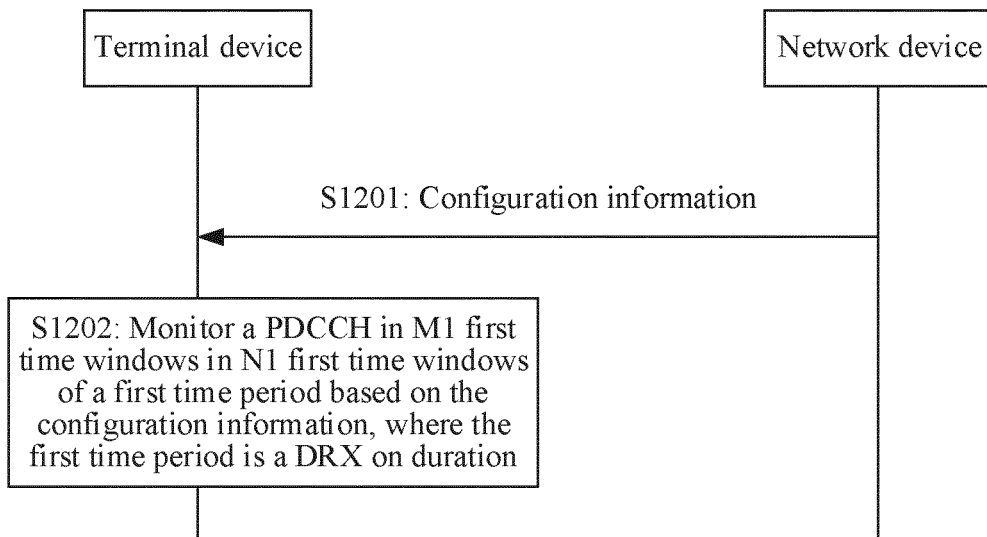 Terminal device
Network device
S1201: Configuration information
S1202: Monitor a PDCCH in M1 first
time windows in N1 first time windows
of a first time period based on the
configuration information, where the
first time period is a DRX on duration